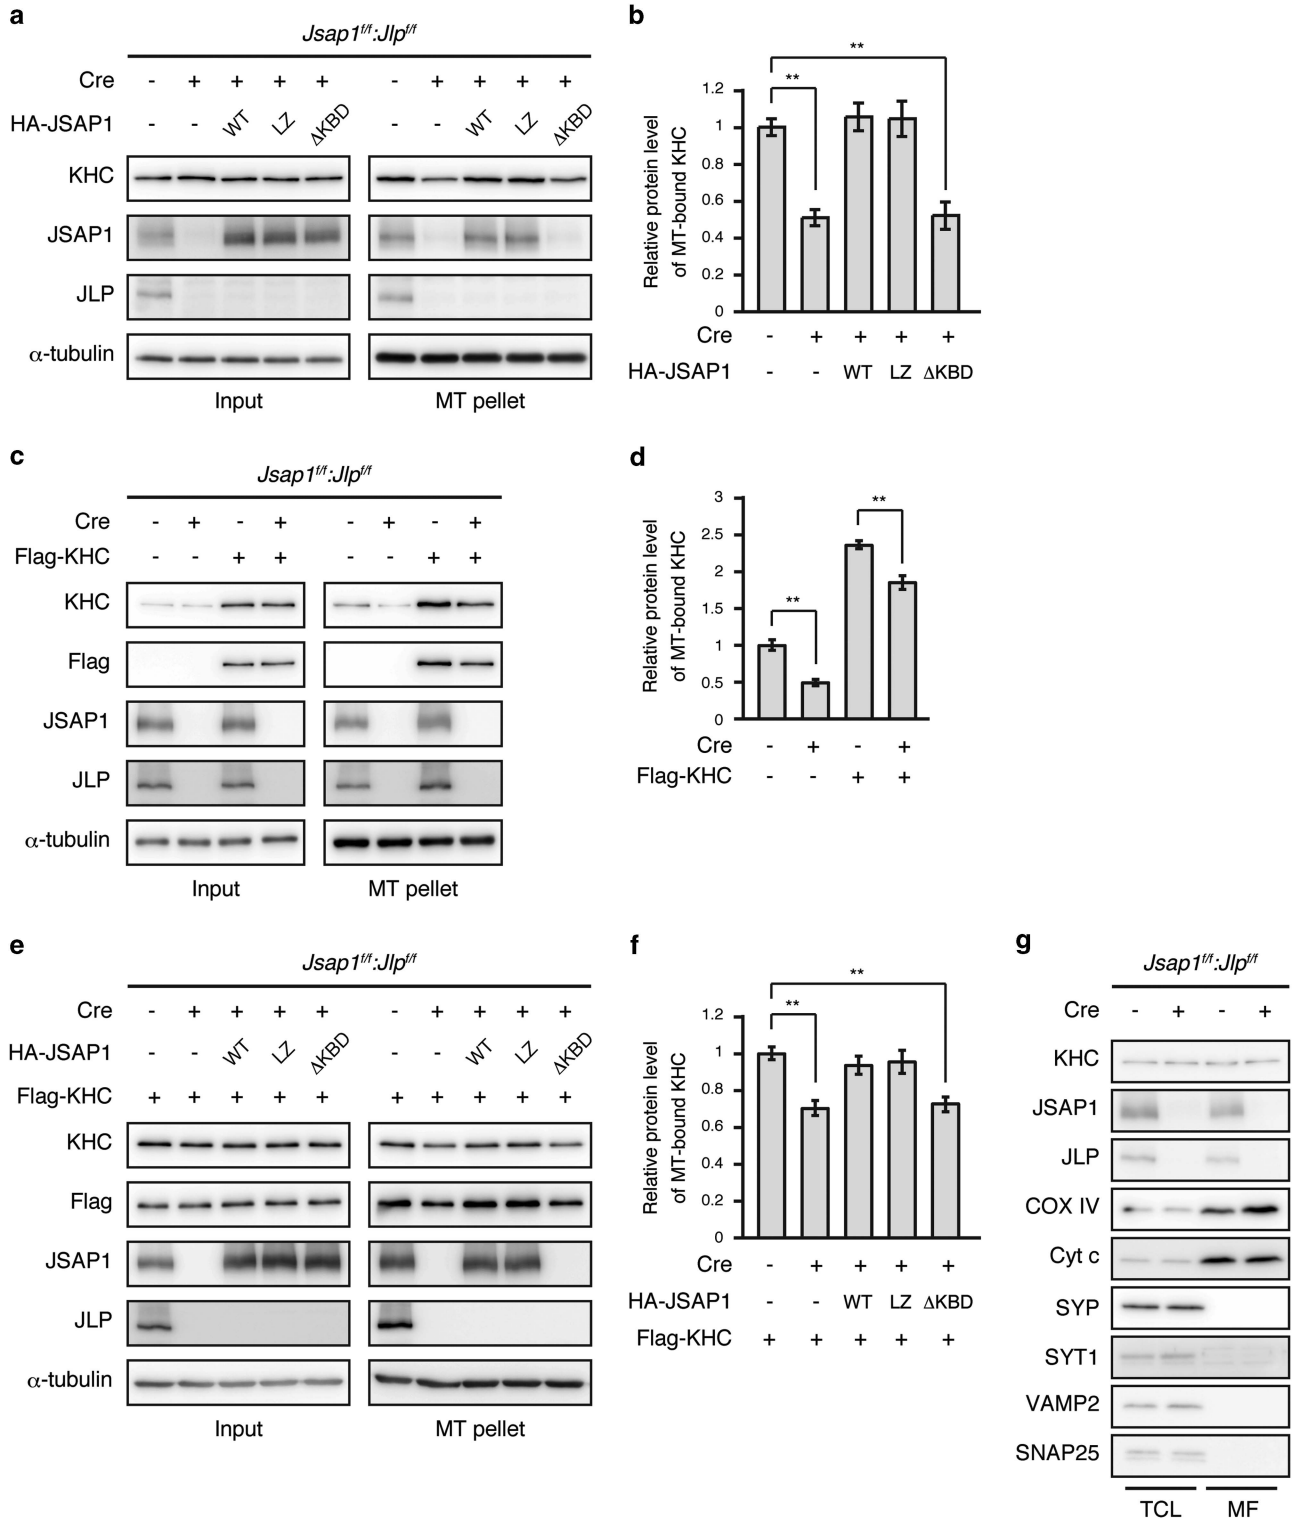 a
Jsap1f/f:Jlpf/f
Cre - + + + + - + + + +
HA-JSAP1 - - WT LZ ΔKBD - - WT LZ ΔKBD
KHC
JSAP1
JLP
α-tubulin
Input MT pellet
b
** **
Relative protein level
of MT-bound KHC
1.2
1
0.8
0.6
0.4
0.2
0
Cre - + + + +
HA-JSAP1 - - WT LZ ΔKBD
c
Jsap1f/f:Jlpf/f
Cre - + - + - + - +
Flag-KHC - - + + - - + +
KHC
Flag
JSAP1
JLP
α-tubulin
Input MT pellet
d
** **
Relative protein level
of MT-bound KHC
3
2.5
2
1.5
1
0.5
0
Cre - + - +
Flag-KHC - - + +
e
Jsap1f/f:Jlpf/f
Cre - + + + + - + + + +
HA-JSAP1 - - WT LZ ΔKBD - - WT LZ ΔKBD
Flag-KHC + + + + + + + + + +
KHC
Flag
JSAP1
JLP
α-tubulin
Input MT pellet
f
** **
Relative protein level
of MT-bound KHC
1.2
1
0.8
0.6
0.4
0.2
0
Cre - + + + +
HA-JSAP1 - - WT LZ ΔKBD
Flag-KHC + + + + +
g
Jsap1f/f:Jlpf/f
Cre - + - +
KHC
JSAP1
JLP
COX IV
Cyt c
SYP
SYT1
VAMP2
SNAP25
TCL MF